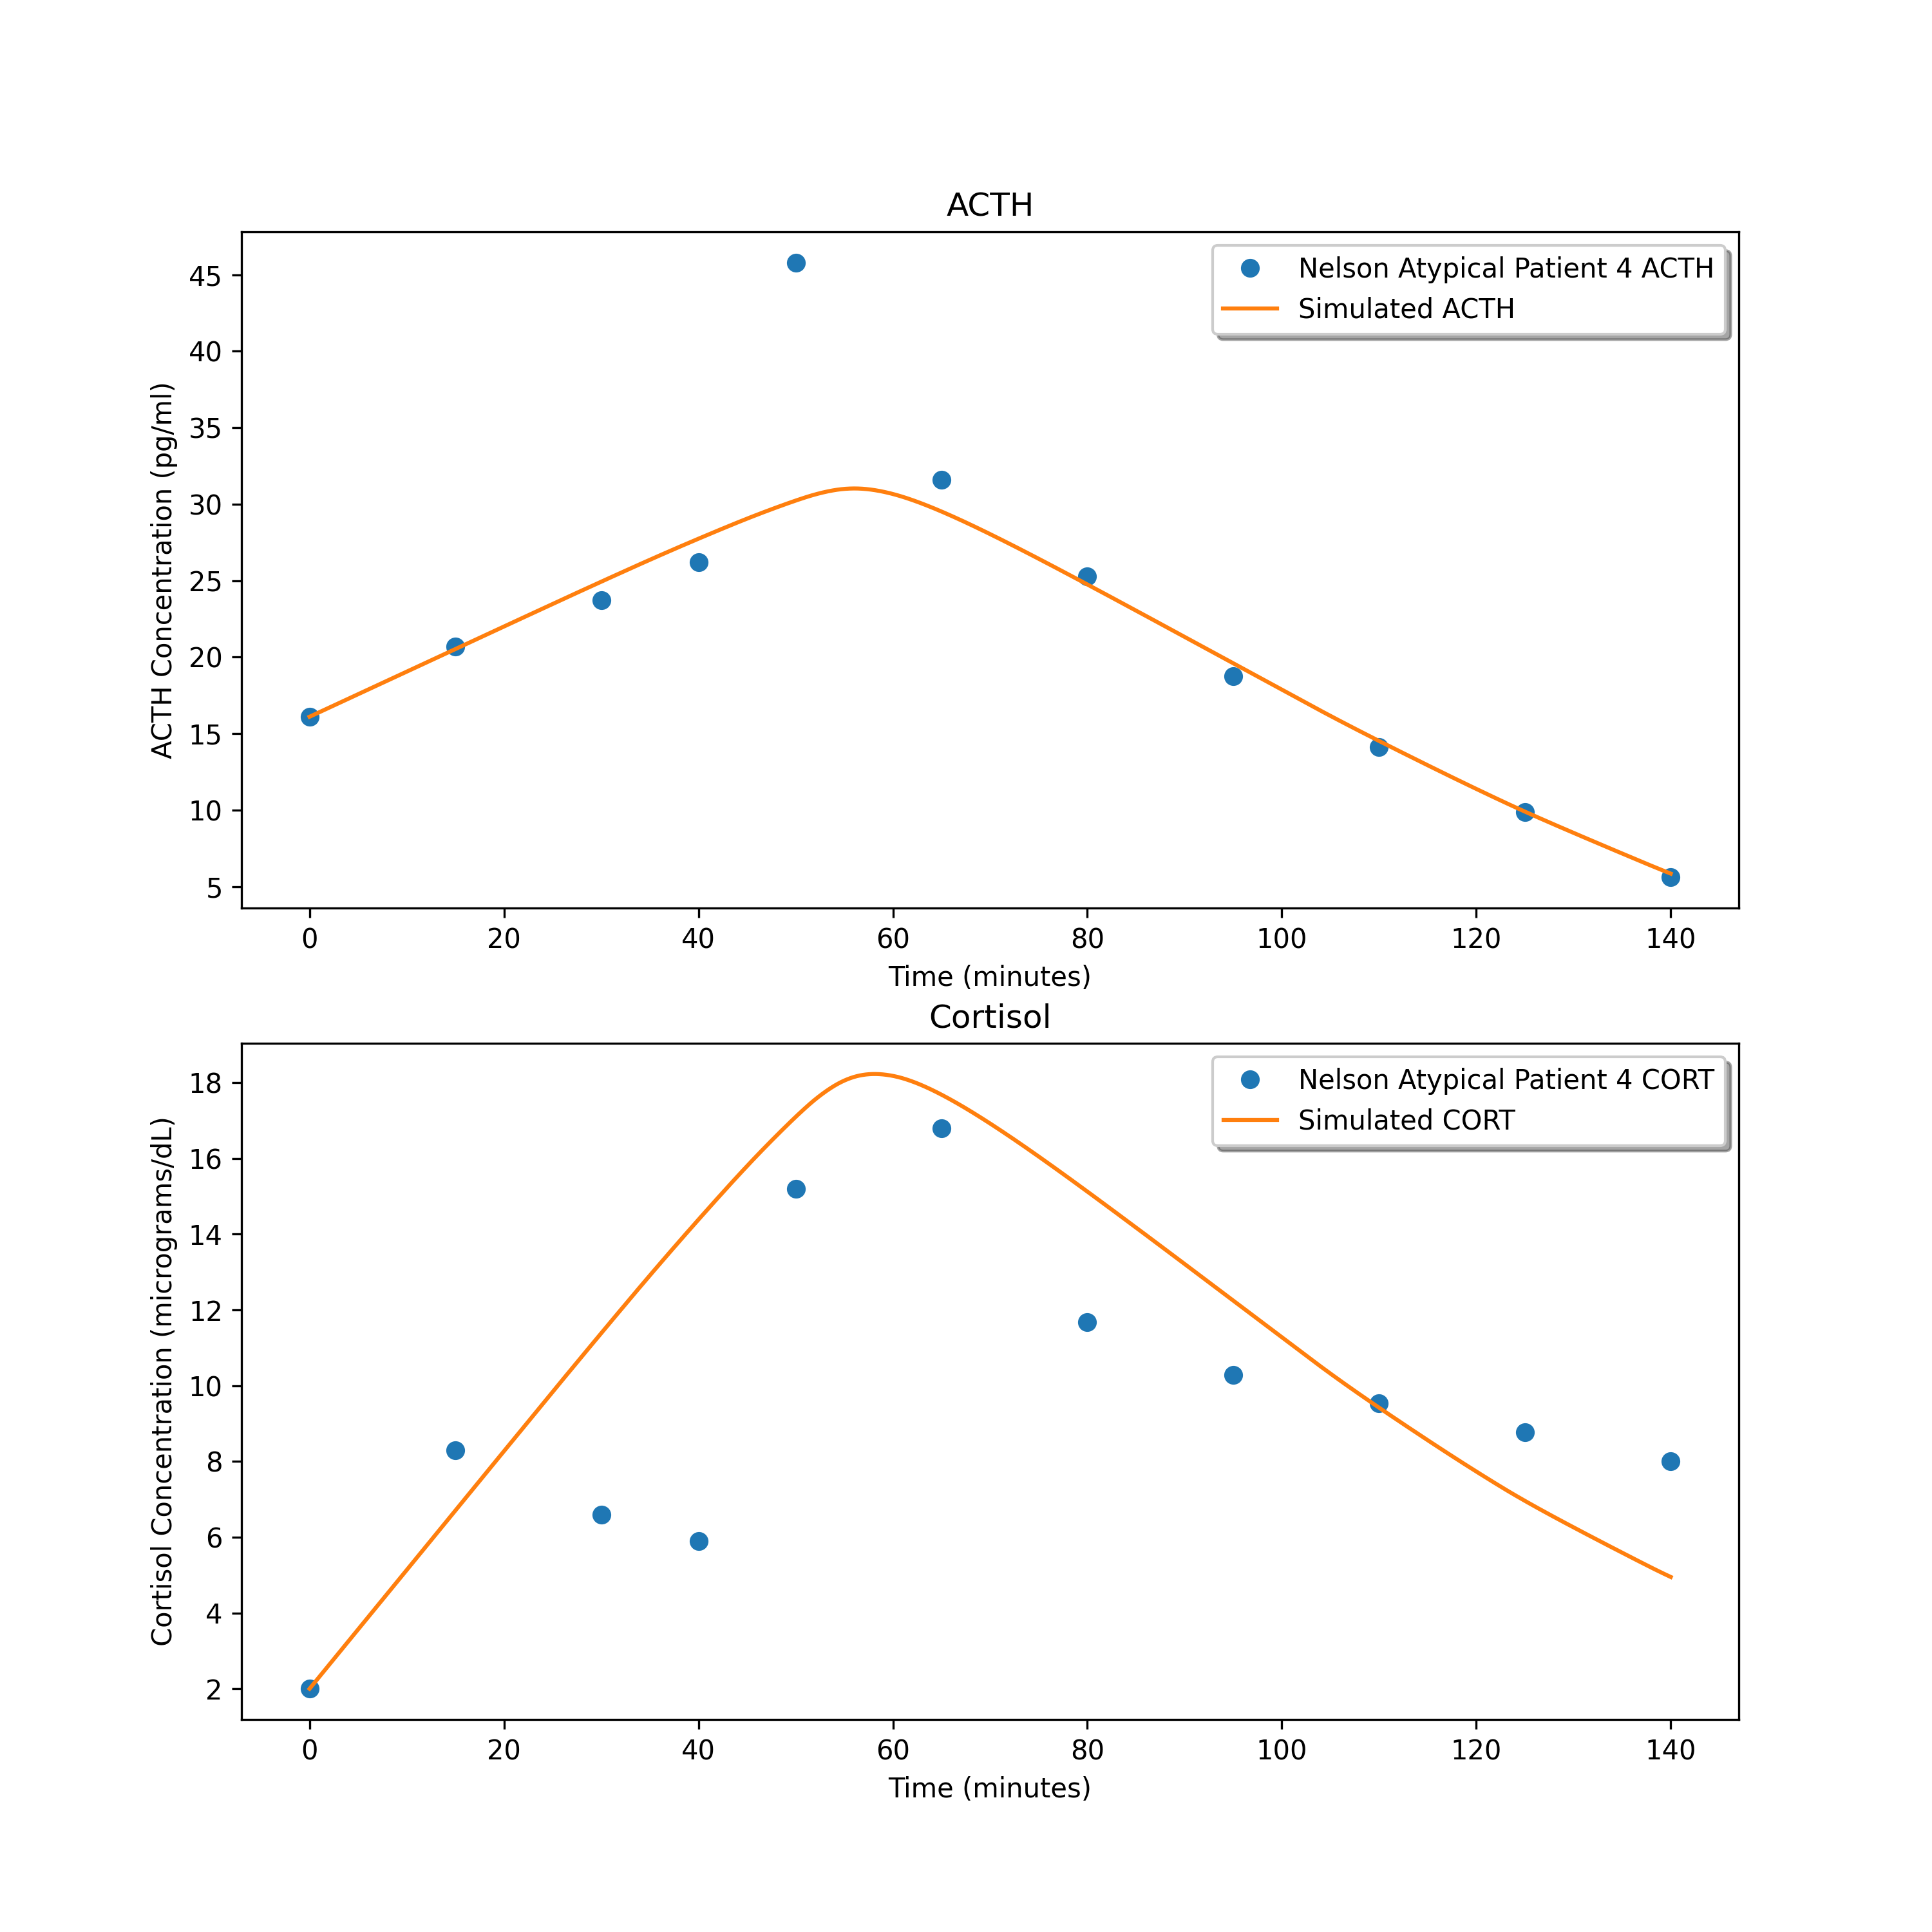 ACTH
Nelson Atypical Patient 4 ACTH
Simulated ACTH
ACTH Concentration (pg/ml)
45
40
35
30
25
20
15
10
5
0 20 40 60 80 100 120 140
Time (minutes)
Cortisol
Nelson Atypical Patient 4 CORT
Simulated CORT
Cortisol Concentration (micrograms/dL)
18
16
14
12
10
8
6
4
2
0 20 40 60 80 100 120 140
Time (minutes)